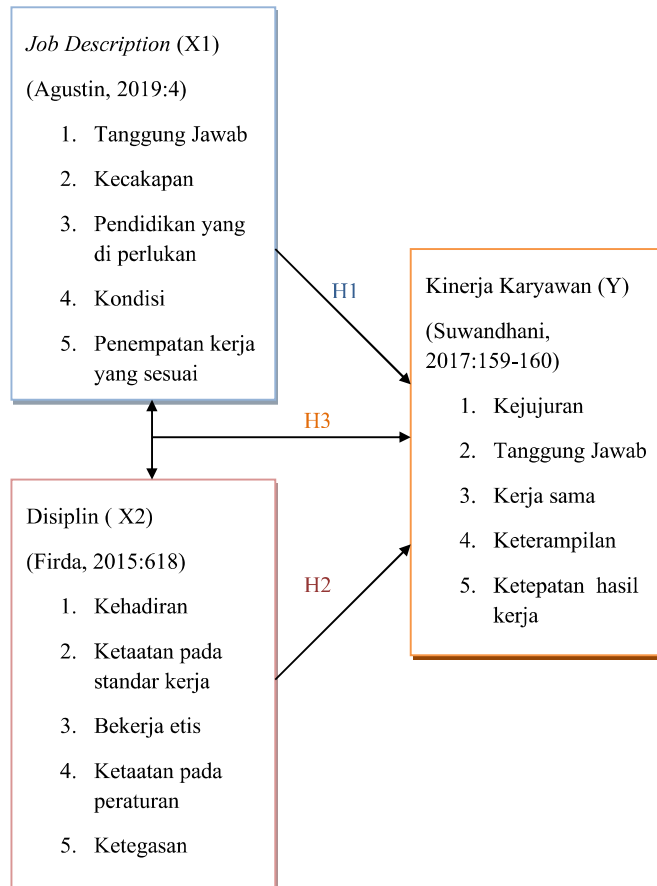 Job Description (X1)
(Agustin, 2019:4)
1. Tanggung Jawab
2. Kecakapan
3. Pendidikan yang
di perlukan
4. Kondisi
5. Penempatan kerja
yang sesuai
H1
H3
H2
Disiplin ( X2)
(Firda, 2015:618)
1. Kehadiran
2. Ketaatan pada
standar kerja
3. Bekerja etis
4. Ketaatan pada
peraturan
5. Ketegasan
Kinerja Karyawan (Y)
(Suwandhani,
2017:159-160)
1. Kejujuran
2. Tanggung Jawab
3. Kerja sama
4. Keterampilan
5. Ketepatan hasil
kerja